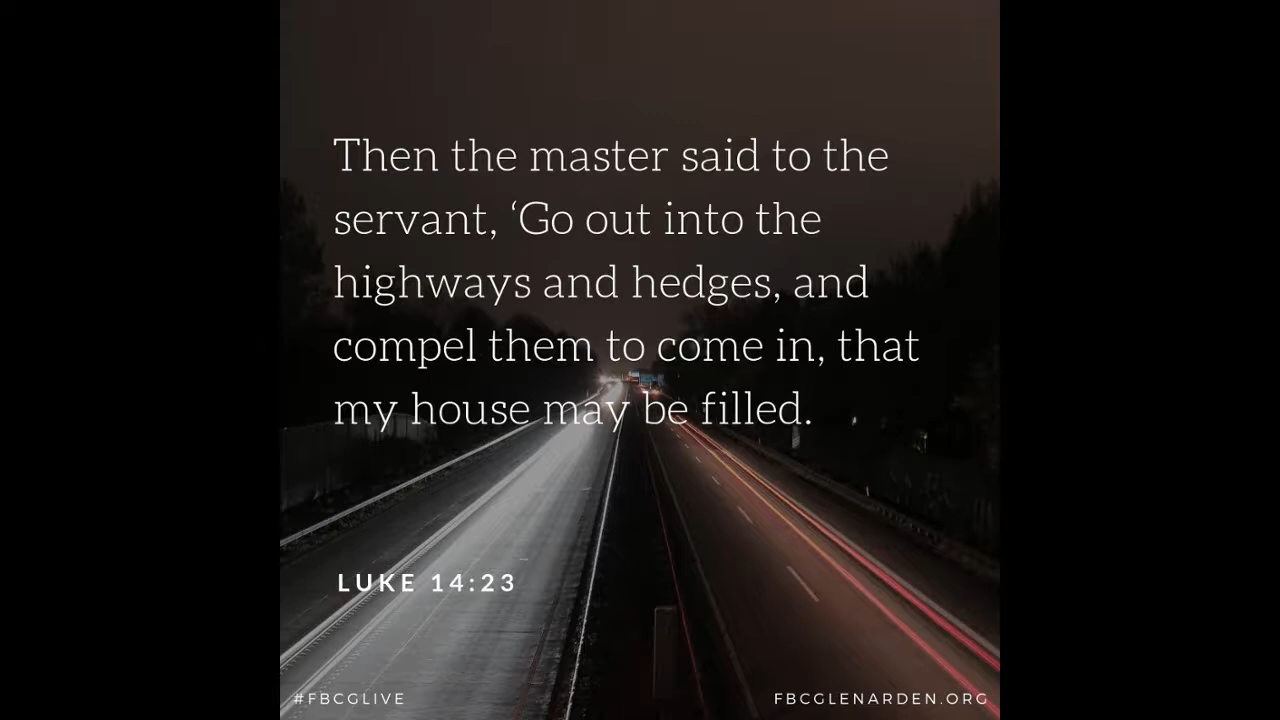 Then the master said to the
servant, ‘Go out into the
highways and hedges, and
compel them to come in, that
my house may be filled.
LUKE 14:23
#FBCGLIVE
FBCGLENARDEN.ORG